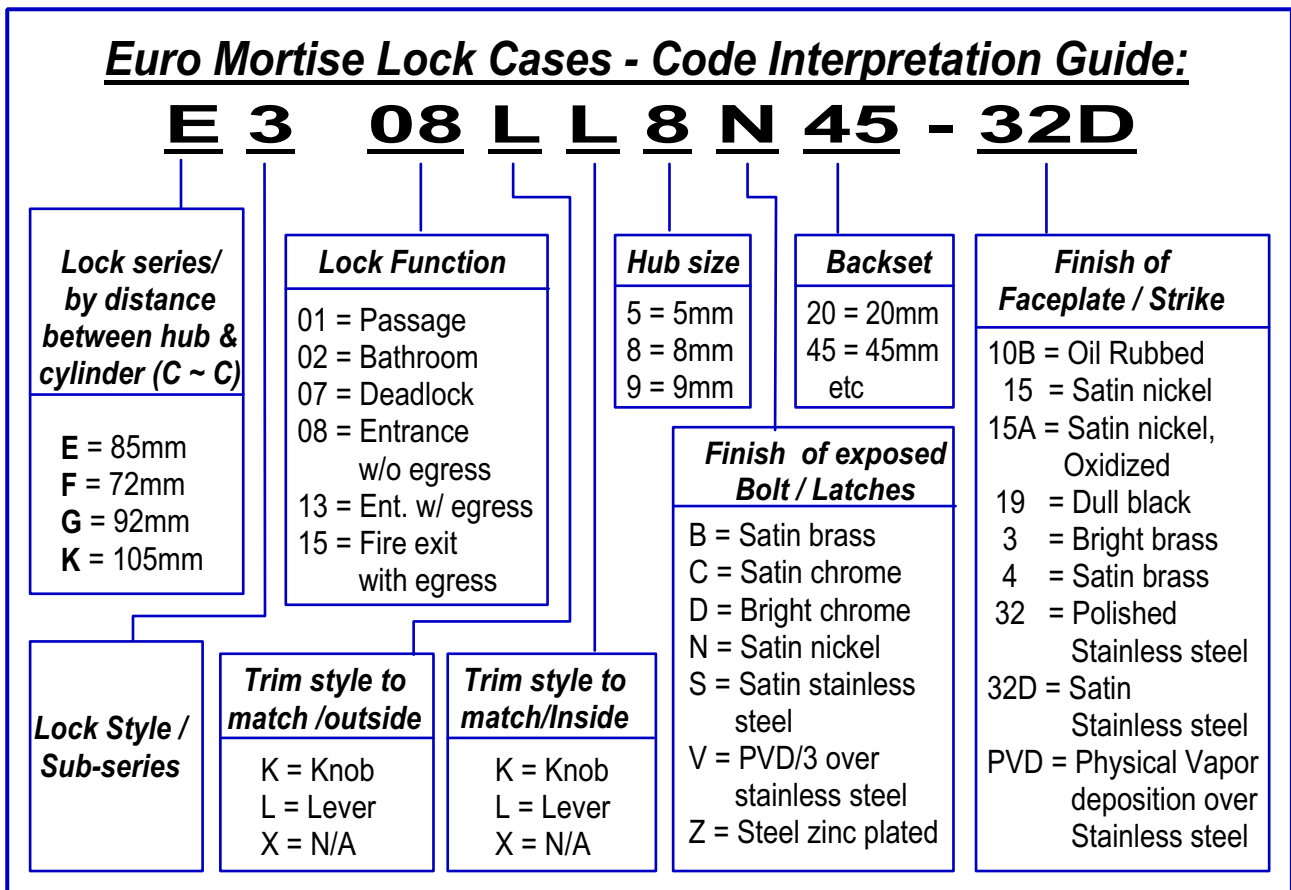 Euro Mortise Lock Cases - Code Interpretation Guide:
E 3 08 L L 8 N 45 - 32D
Lock series/
by distance
between hub &
cylinder (C ~ C)
E = 85mm
F = 72mm
G = 92mm
K = 105mm
Lock Function
01 = Passage
02 = Bathroom
07 = Deadlock
08 = Entrance
w/o egress
13 = Ent. w/ egress
15 = Fire exit
with egress
Hub size
5 = 5mm
8 = 8mm
9 = 9mm
Backset
20 = 20mm
45 = 45mm
etc
Finish of
Faceplate / Strike
10B = Oil Rubbed
15 = Satin nickel
15A = Satin nickel,
Oxidized
19 = Dull black
3 = Bright brass
4 = Satin brass
32 = Polished
Stainless steel
32D = Satin
Stainless steel
PVD = Physical Vapor
deposition over
Stainless steel
Lock Style /
Sub-series
Trim style to
match /outside
K = Knob
L = Lever
X = N/A
Trim style to
match/Inside
K = Knob
L = Lever
X = N/A
Finish of exposed
Bolt / Latches
B = Satin brass
C = Satin chrome
D = Bright chrome
N = Satin nickel
S = Satin stainless
steel
V = PVD/3 over
stainless steel
Z = Steel zinc plated